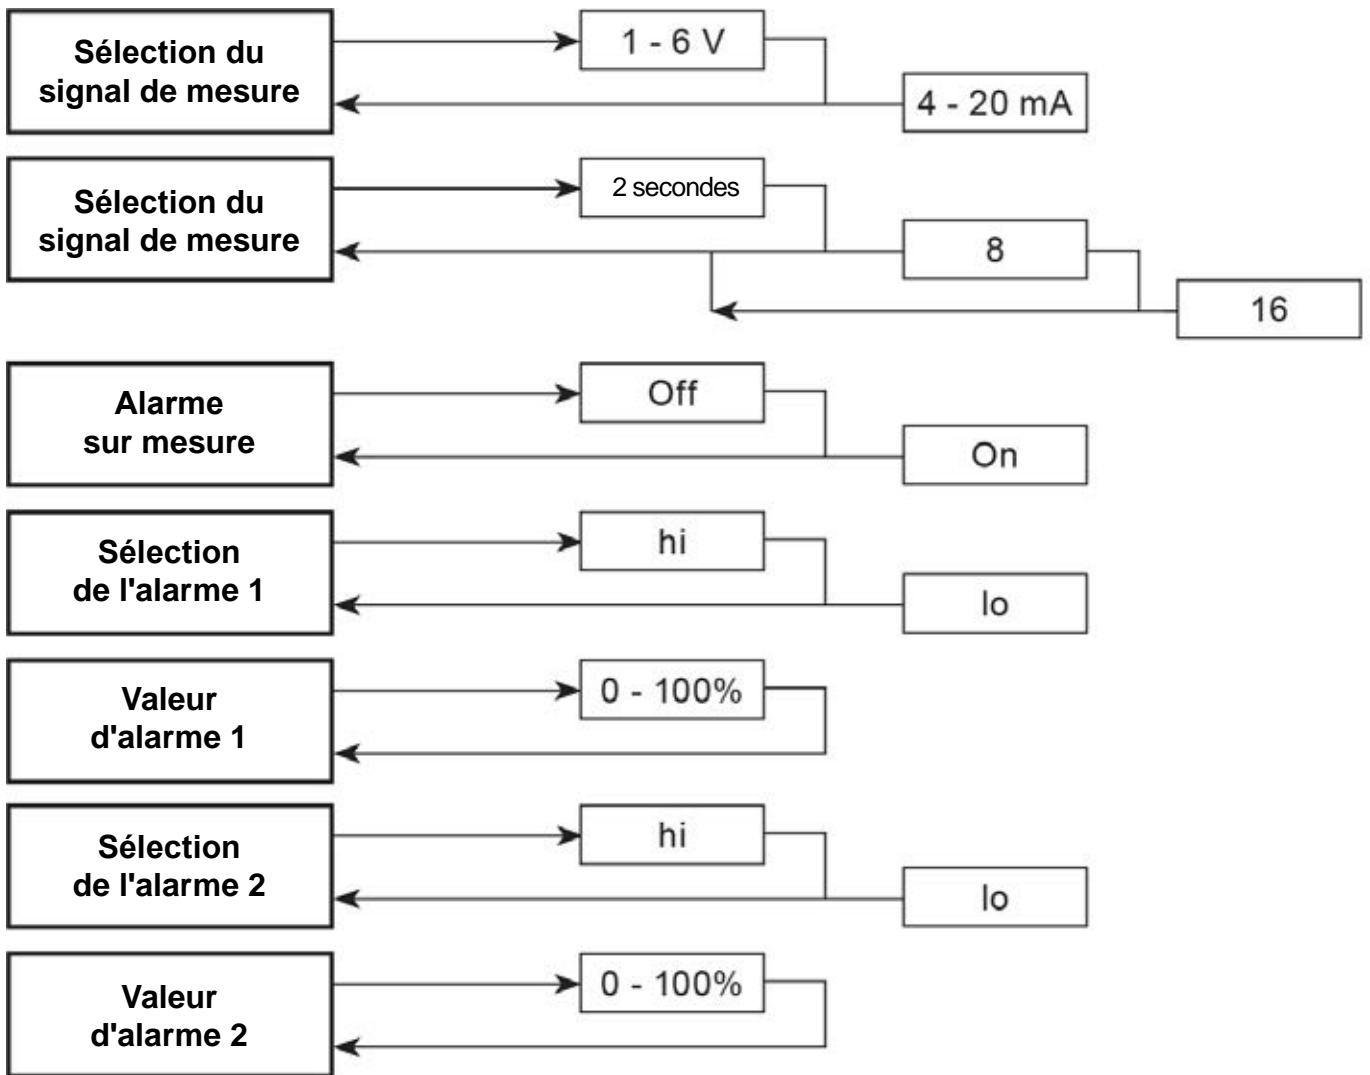 Sélection du
signal de mesure
1 - 6 V
4 - 20 mA
Sélection du
signal de mesure
2 secondes
8
16
Alarme
sur mesure
Off
On
Sélection
de l'alarme 1
hi
lo
Valeur
d'alarme 1
0 - 100%
Sélection
de l'alarme 2
hi
lo
Valeur
d'alarme 2
0 - 100%